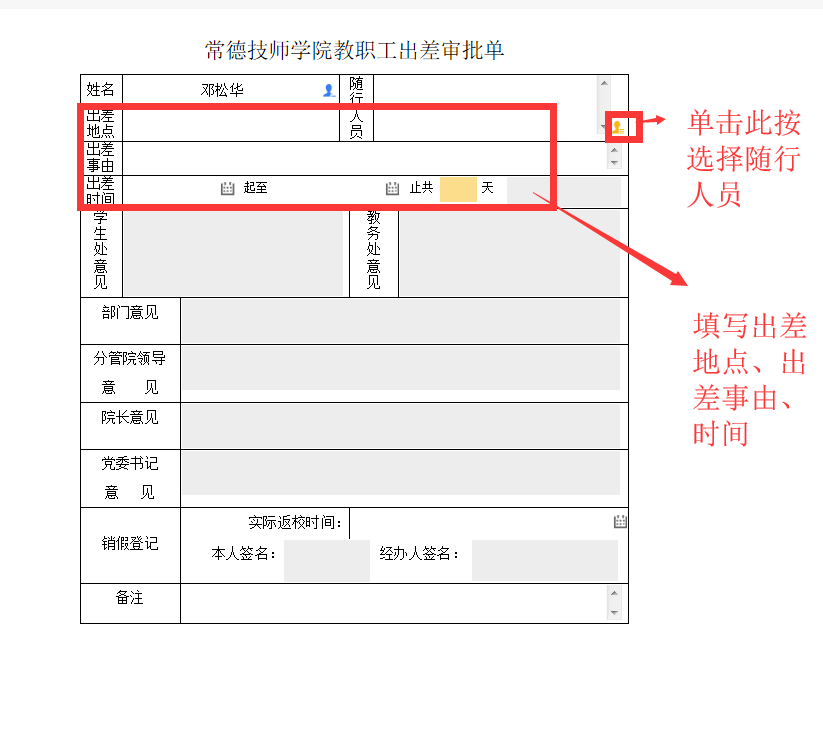 常德技师学院教职工出差审批单
姓名 邓松华 随行人员
出差地点
出差事由
出差时间 起至 止共 天
学生处意见 教务处意见
部门意见
分管院领导
意 见
院长意见
党委书记
意 见
销假登记 实际返校时间：
本人签名： 经办人签名：
备注
单击此按
选择随行
人员
填写出差
地点、出
差事由、
时间